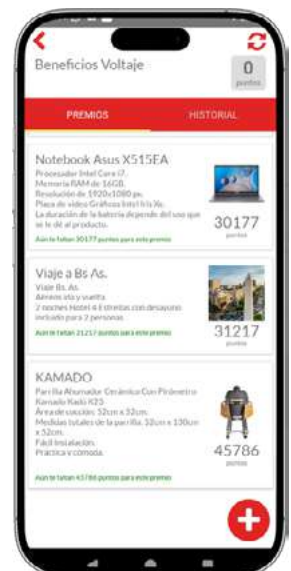 Beneficios Voltaje
0
puntos
PREMIOS
HISTORIAL
Notebook Asus X515EA
Procesador Intel Core i7.
Memoria RAM de 16GB.
Resolución de 1920x1080 px.
Placa de video Gráficos Intel Iris Xe.
La duración de la batería depende del uso que
se le dé al producto.
Aún te faltan 30177 puntos para este premio
30177
puntos
Viaje a Bs As.
Viaje Bs. As.
Aéreos ida y vuelta.
2 noches Hotel 4 Estrellas con desayuno
incluido para 2 personas.
Aún te faltan 31217 puntos para este premio
31217
puntos
KAMADO
Parrilla Ahumador Cerámica Con Pirómetro
Kamado Kadó K23
Área de cocción: 52cm x 52cm.
Medidas totales de la parrilla: 52cm x 130cm
x 52cm.
Fácil Instalación.
Práctica y cómoda.
Aún te faltan 45786 puntos para este premio
45786
puntos